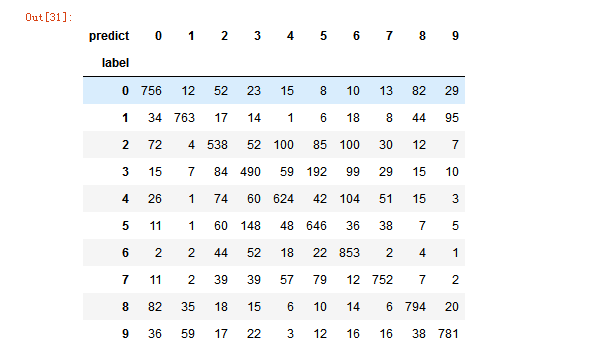 Out[31]:
predict 0 1 2 3 4 5 6 7 8 9
label
0 756 12 52 23 15 8 10 13 82 29
1 34 763 17 14 1 6 18 8 44 95
2 72 4 538 52 100 85 100 30 12 7
3 15 7 84 490 59 192 99 29 15 10
4 26 1 74 60 624 42 104 51 15 3
5 11 1 60 148 48 646 36 38 7 5
6 2 2 44 52 18 22 853 2 4 1
7 11 2 39 39 57 79 12 752 7 2
8 82 35 18 15 6 10 14 6 794 20
9 36 59 17 22 3 12 16 16 38 781